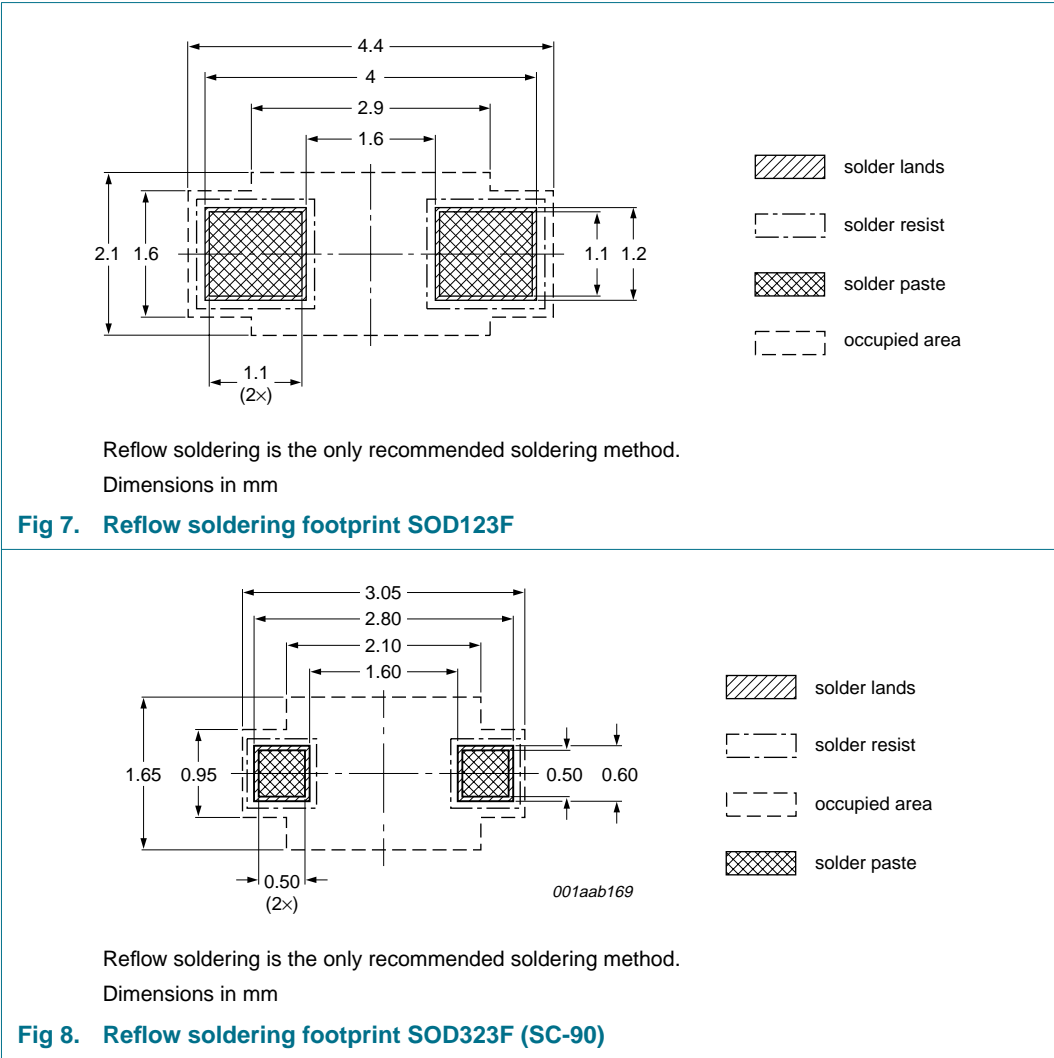 4.4
4
2.9
1.6
solder lands
solder resist
2.1 1.6
1.1 1.2
solder paste
occupied area
1.1
(2×)
Reflow soldering is the only recommended soldering method.
Dimensions in mm
Fig 7. Reflow soldering footprint SOD123F
3.05
2.80
2.10
1.60
solder lands
solder resist
1.65 0.95
0.50 0.60
occupied area
solder paste
0.50
(2×)
001aab169
Reflow soldering is the only recommended soldering method.
Dimensions in mm
Fig 8. Reflow soldering footprint SOD323F (SC-90)